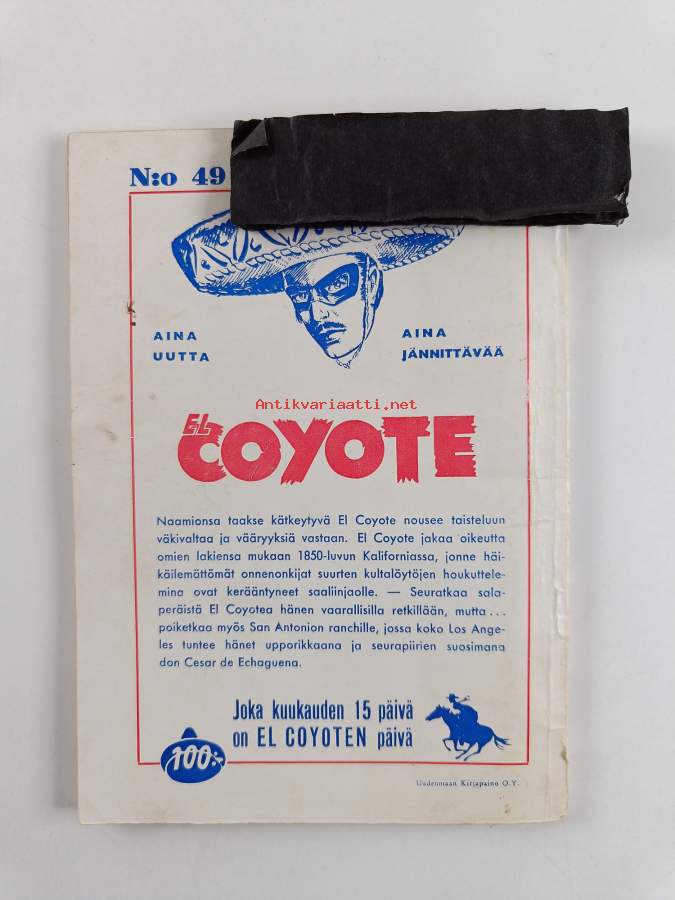 N:o 49
AINA
UUTTA
AINA
JÄNNITTÄVÄÄ
Antikvariaatti.net
EL
COYOTE
Naamionsa taakse kätkeytyvä El Coyote nousee taisteluun
väkivaltaa ja vääryyksiä vastaan. El Coyote jakaa oikeutta
omien lakiensa mukaan 1850-luvun Kaliforniassa, jonne häi-
käilemättömät onnenonkijat suurten kultalöytöjen houkuttele-
mina ovat kerääntyneet saaliinjaolle. — Seuratkaa sala-
peräistä El Coyotea hänen vaarallisilla retkillään, mutta...
poiketkaa myös San Antonion ranchille, jossa koko Los Ange-
les tuntee hänet upporikkaana ja seurapiirien suosimana
don Cesar de Echaguena.
Joka kuukauden 15 päivä
on EL COYOTEN päivä
100:-
Uudenmaan Kirjapaino O.Y.